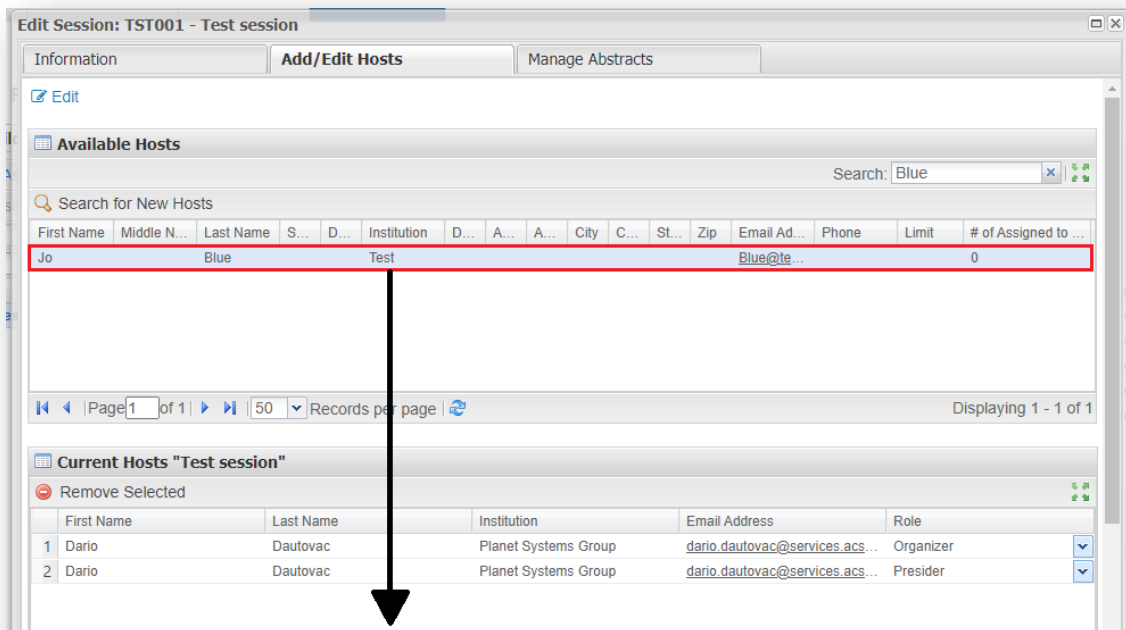 Edit Session: TST001 - Test session
Information Add/Edit Hosts Manage Abstracts
Edit
Available Hosts
Search: Blue
Search for New Hosts
First Name Middle N... Last Name S... D... Institution D... A... A... City C... St... Zip Email Ad... Phone Limit # of Assigned to ...
Jo Blue Test Blue@te... 0
Page 1 of 1 50 Records per page Displaying 1 - 1 of 1
Current Hosts "Test session"
Remove Selected
First Name Last Name Institution Email Address Role
1 Dario Dautovac Planet Systems Group dario.dautovac@services.acs... Organizer
2 Dario Dautovac Planet Systems Group dario.dautovac@services.acs... Presider